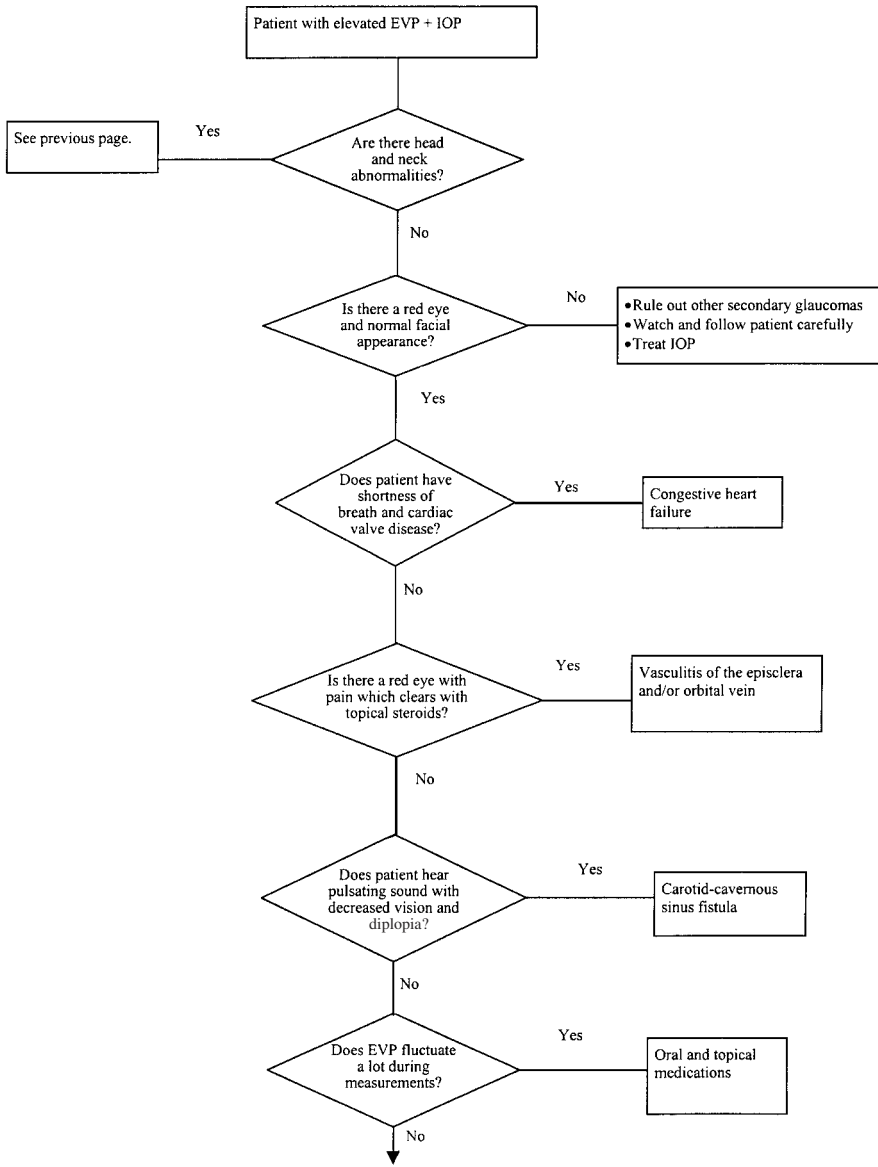 Patient with elevated EVP + IOP
See previous page.
Yes
Are there head
and neck
abnormalities?
No
Is there a red eye
and normal facial
appearance?
No
•Rule out other secondary glaucomas
•Watch and follow patient carefully
•Treat IOP
Yes
Does patient have
shortness of
breath and cardiac
valve disease?
Yes
Congestive heart
failure
No
Is there a red eye with
pain which clears with
topical steroids?
Yes
Vasculitis of the episclera
and/or orbital vein
No
Does patient hear
pulsating sound with
decreased vision and
diplopia?
Yes
Carotid-cavernous
sinus fistula
No
Does EVP fluctuate
a lot during
measurements?
Yes
Oral and topical
medications
No